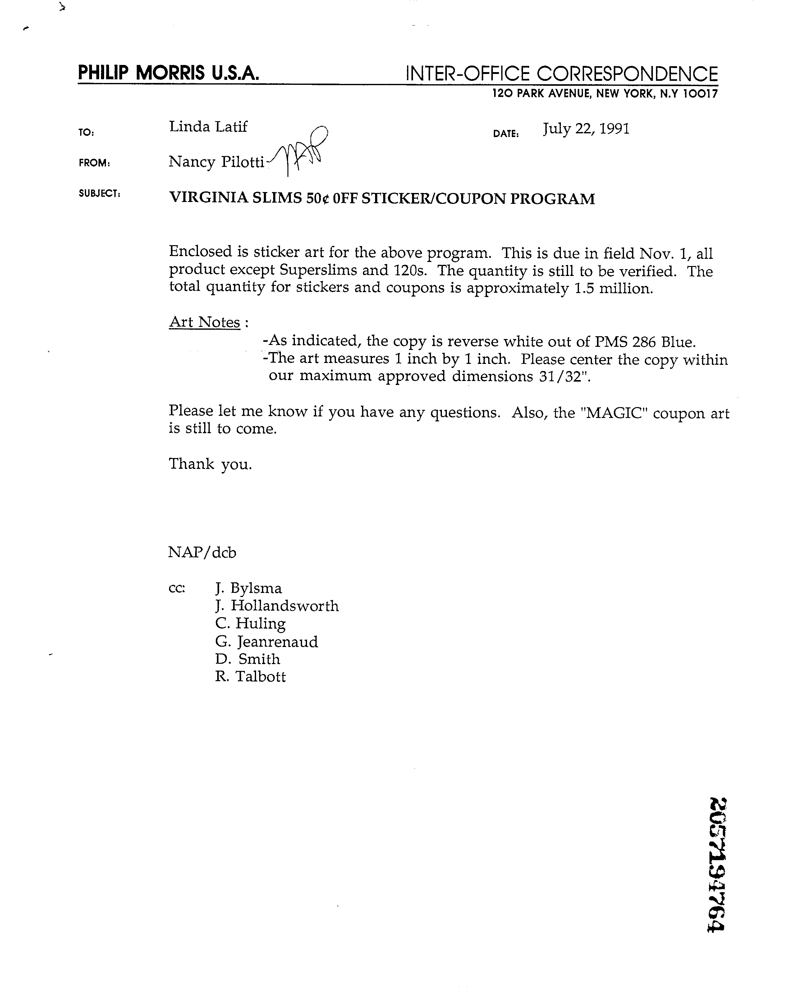 PHILIP MORRIS U.S.A. INTER-OFFICE CORRESPONDENCE
120 PARK AVENUE, NEW YORK, N.Y 10017
TO: Linda Latif DATE: July 22, 1991
FROM: Nancy Pilotti NAP
SUBJECT: VIRGINIA SLIMS 50¢ 0FF STICKER/COUPON PROGRAM
Enclosed is sticker art for the above program. This is due in field Nov. 1, all
product except Superslims and 120s. The quantity is still to be verified. The
total quantity for stickers and coupons is approximately 1.5 million.
Art Notes :
-As indicated, the copy is reverse white out of PMS 286 Blue.
-The art measures 1 inch by 1 inch. Please center the copy within
our maximum approved dimensions 31/32".
Please let me know if you have any questions. Also, the "MAGIC" coupon art
is still to come.
Thank you.
NAP/dcb
cc: J. Bylsma
J. Hollandsworth
C. Huling
G. Jeanrenaud
D. Smith
R. Talbott
2057194764